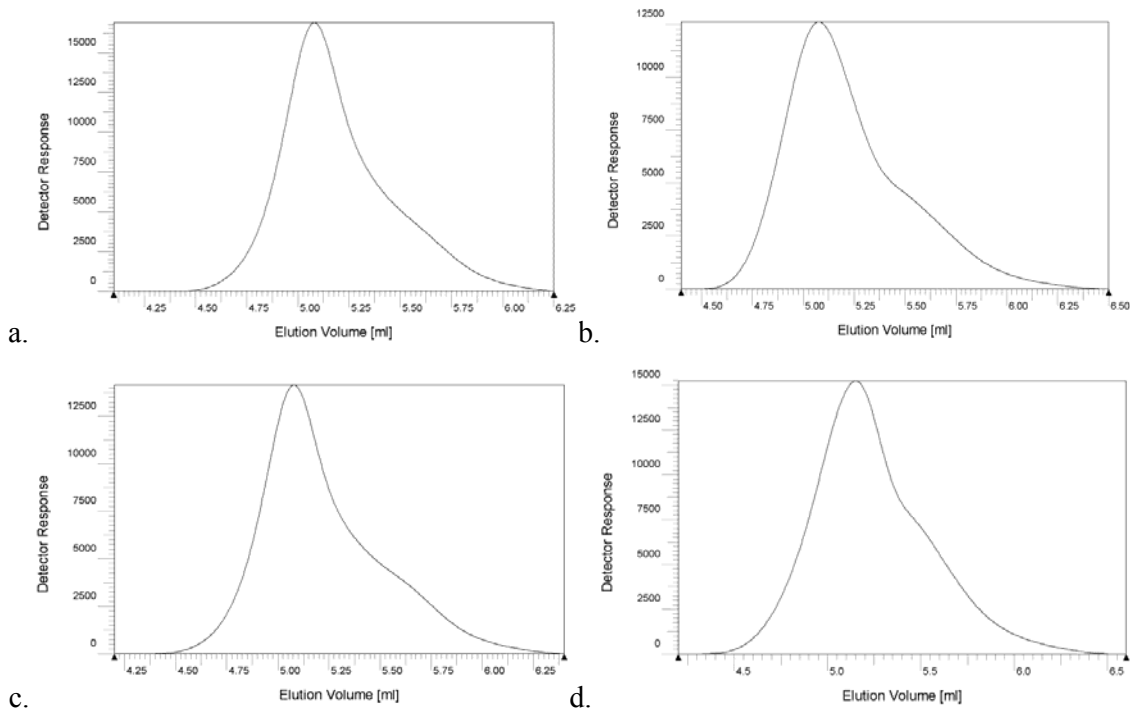 15000
12500
10000
7500
5000
2500
0
Detector Response
4.25 4.50 4.75 5.00 5.25 5.50 5.75 6.00 6.25
Elution Volume [ml]
a.
12500
10000
7500
5000
2500
0
Detector Response
4.50 4.75 5.00 5.25 5.50 5.75 6.00 6.25 6.50
Elution Volume [ml]
b.
12500
10000
7500
5000
2500
0
Detector Response
4.25 4.50 4.75 5.00 5.25 5.50 5.75 6.00 6.25
Elution Volume [ml]
c.
15000
12500
10000
7500
5000
2500
0
Detector Response
4.5 5.0 5.5 6.0 6.5
Elution Volume [ml]
d.